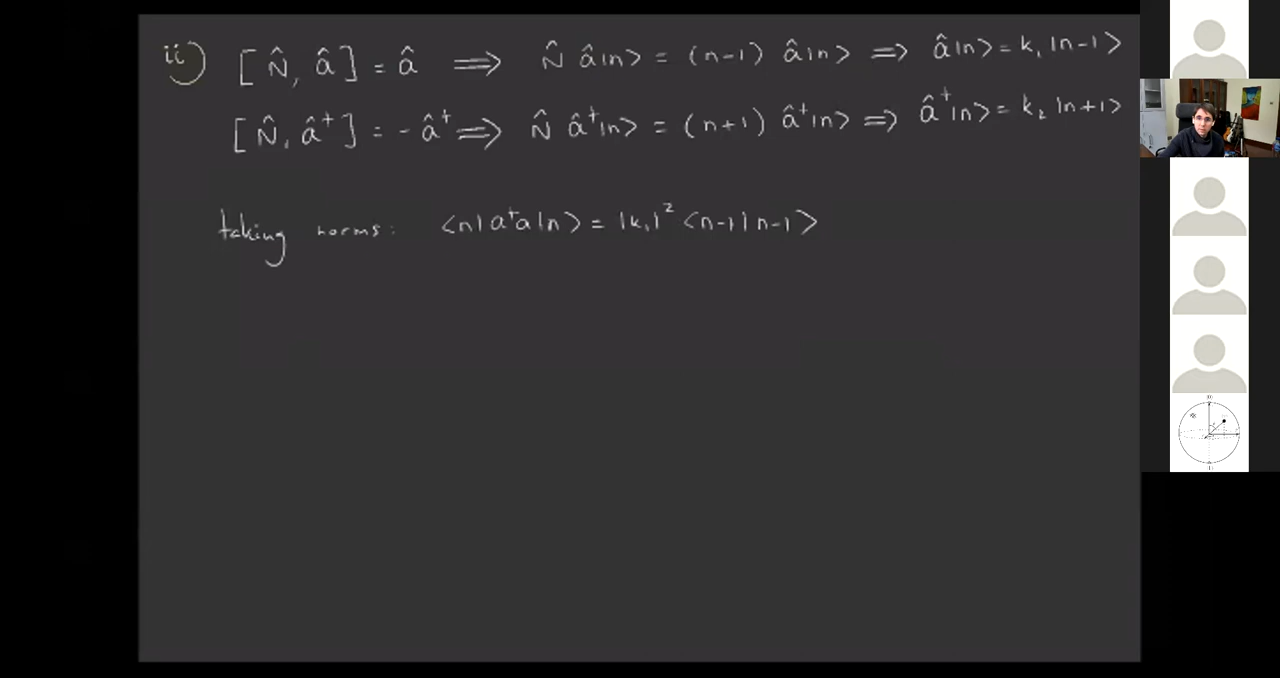 ii) [N̂, â] = â ⟹ N̂ â|n> = (n-1) â|n> ⟹ â|n> = k₁ |n-1>
[N̂, â†] = - â† ⟹ N̂ â†|n> = (n+1) â†|n> ⟹ â†|n> = k₂ |n+1>
taking norms: <n|a†a|n> = |k₁|² <n-1|n-1>